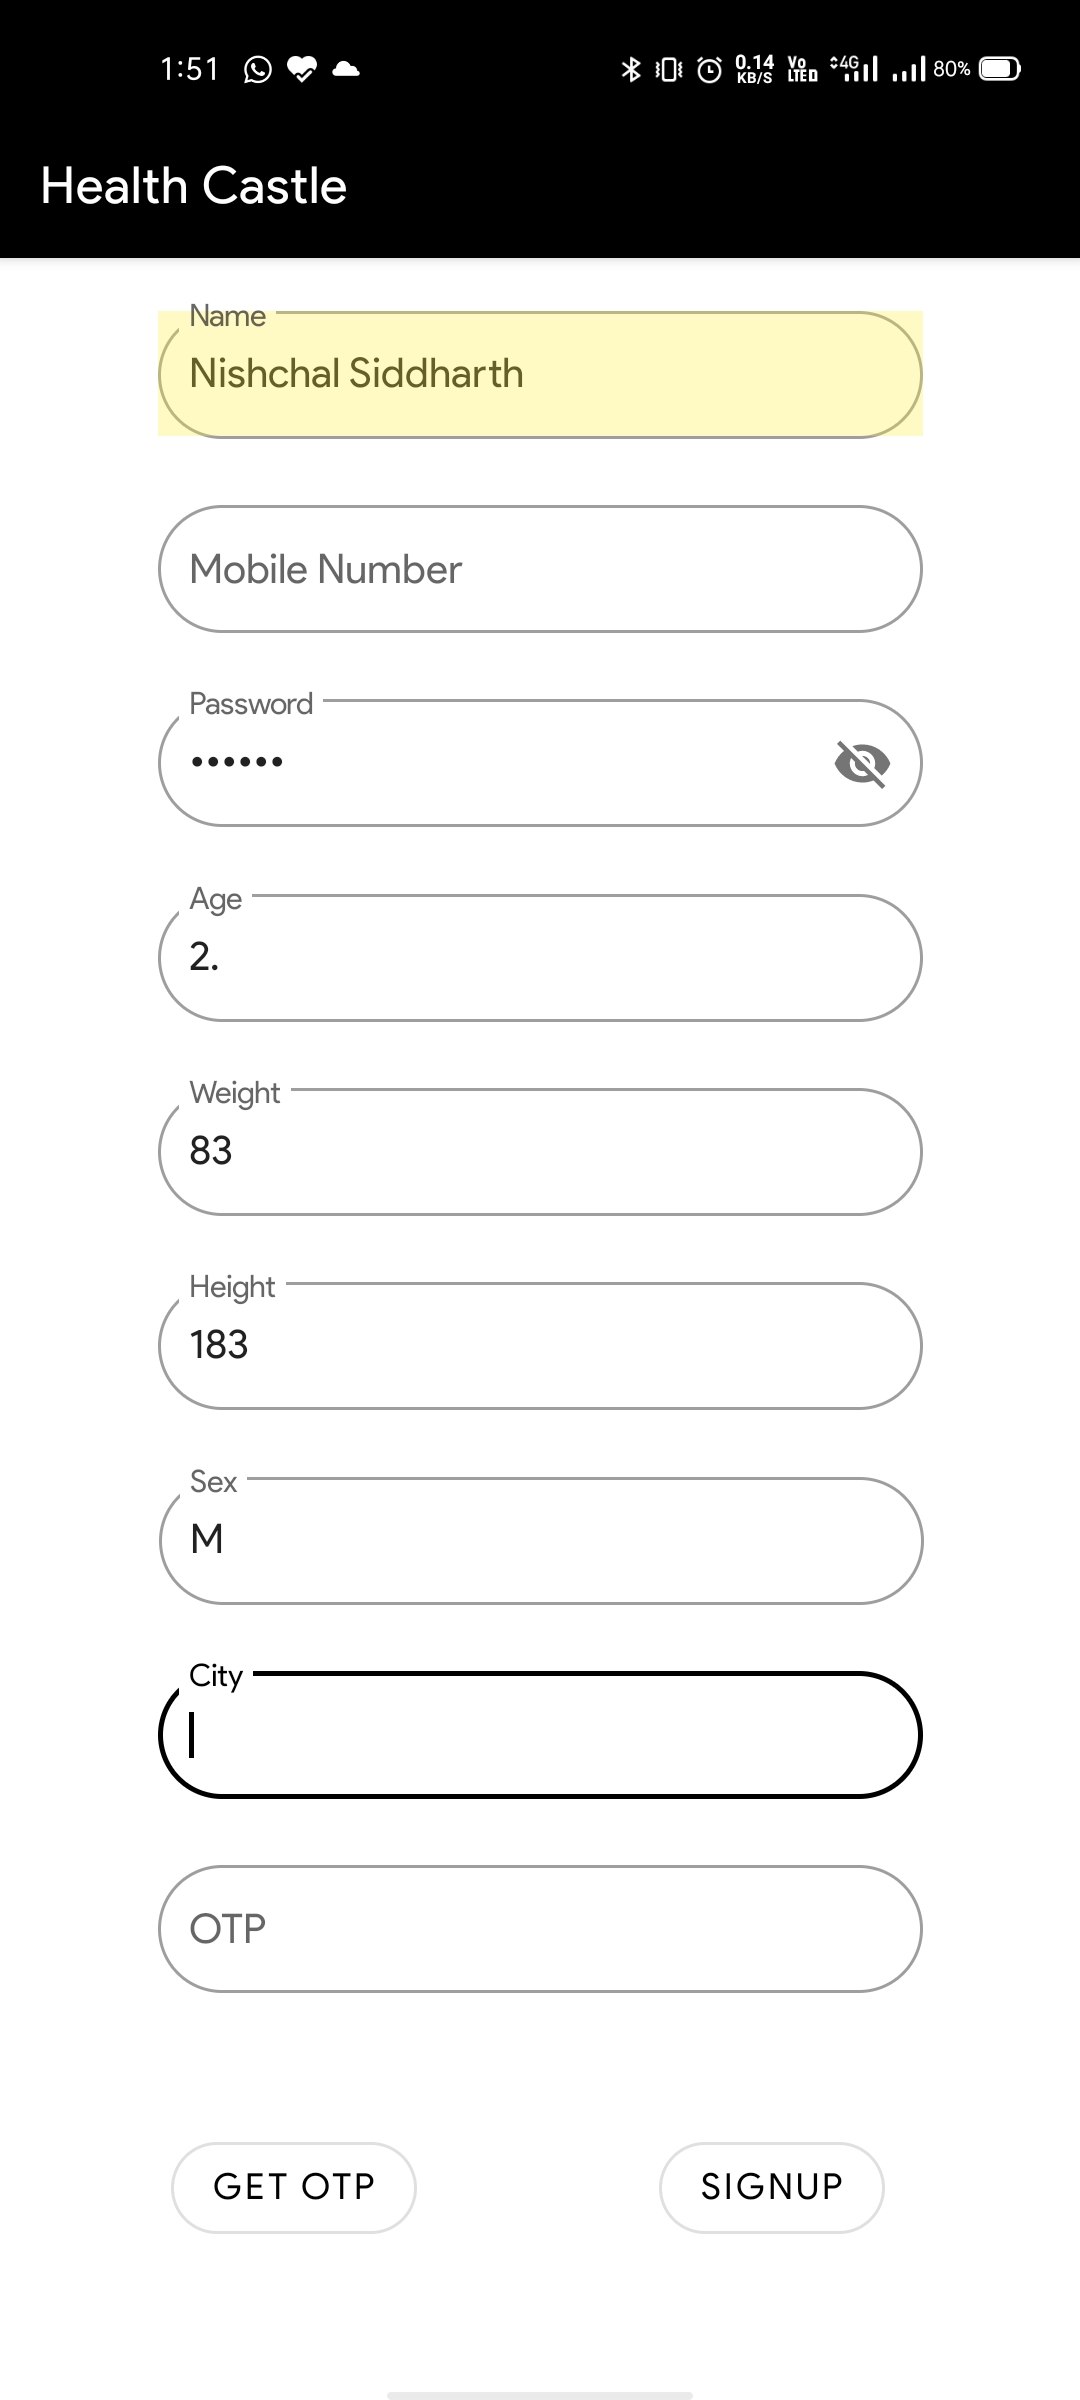 1:51 0.14 KB/S Vo LTE 4G 80%
Health Castle
Name
Nishchal Siddharth
Mobile Number
Password
••••••
Age
2.
Weight
83
Height
183
Sex
M
City
OTP
GET OTP SIGNUP